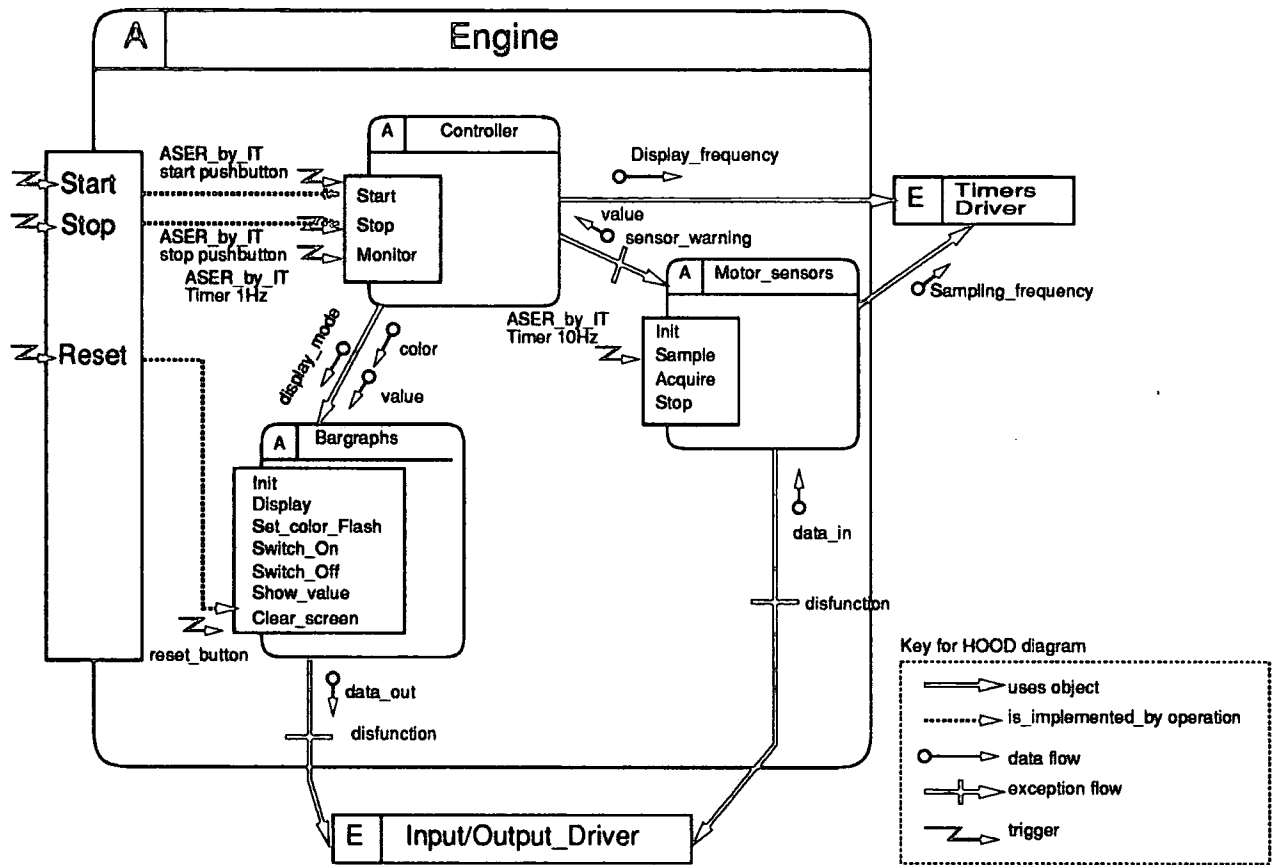 A
Engine
Start
Stop
Reset
ASER_by_IT
start pushbutton
ASER_by_IT
stop pushbutton
ASER_by_IT
Timer 1Hz
A
Controller
Start
Stop
Monitor
Display_frequency
E
Timers
Driver
value
sensor_warning
A
Motor_sensors
Sampling_frequency
ASER_by_IT
Timer 10Hz
Init
Sample
Acquire
Stop
display_mode
color
value
A
Bargraphs
Init
Display
Set_color_Flash
Switch_On
Switch_Off
Show_value
Clear_screen
reset_button
data_in
disfunction
data_out
disfunction
E
Input/Output_Driver
Key for HOOD diagram
uses object
is_implemented_by operation
data flow
exception flow
trigger